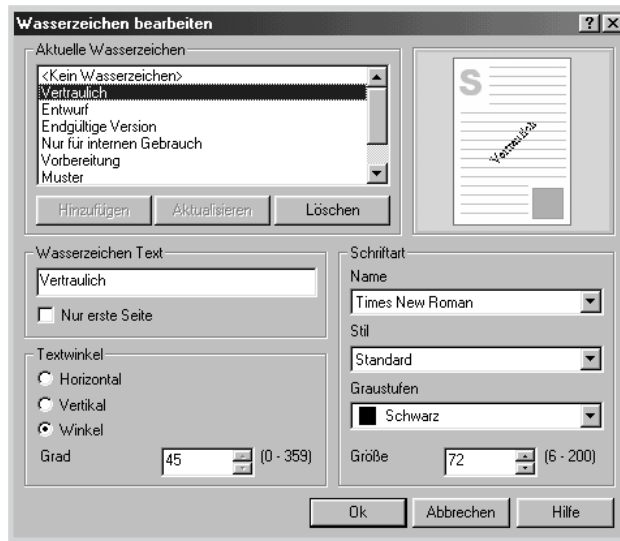 Wasserzeichen bearbeiten
Aktuelle Wasserzeichen
<Kein Wasserzeichen>
Vertraulich
Entwurf
Endgültige Version
Nur für internen Gebrauch
Vorbereitung
Muster
Hinzufügen Aktualisieren Löschen
S
Vertraulich
Wasserzeichen Text
Vertraulich
Nur erste Seite
Textwinkel
Horizontal
Vertikal
Winkel
Grad 45 (0 - 359)
Schriftart
Name
Times New Roman
Stil
Standard
Graustufen
Schwarz
Größe 72 (6 - 200)
Ok Abbrechen Hilfe